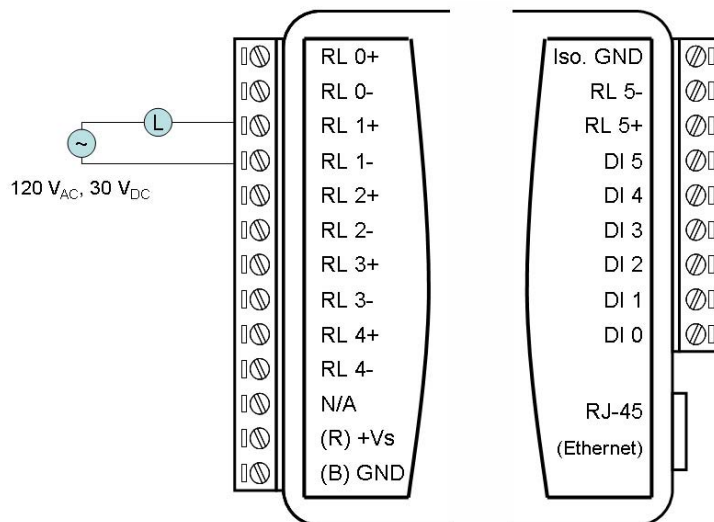 RL 0+
RL 0-
RL 1+
RL 1-
RL 2+
RL 2-
RL 3+
RL 3-
RL 4+
RL 4-
N/A
(R) +Vs
(B) GND
L
~
120 VAC, 30 VDC
Iso. GND
RL 5-
RL 5+
DI 5
DI 4
DI 3
DI 2
DI 1
DI 0
RJ-45
(Ethernet)